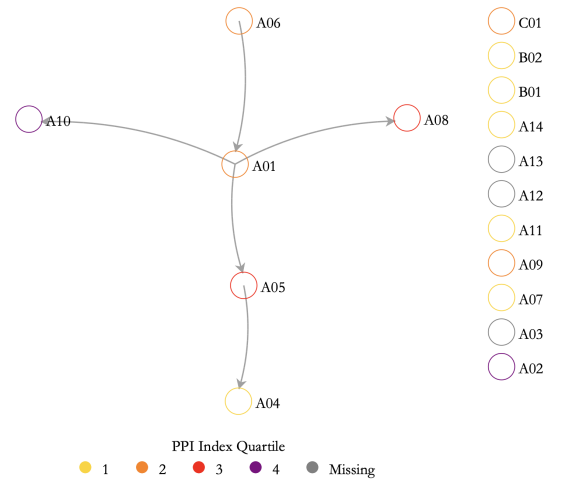 A06
A10
A08
A01
A05
A04
C01
B02
B01
A14
A13
A12
A11
A09
A07
A03
A02
PPI Index Quartile
1 2 3 4 Missing